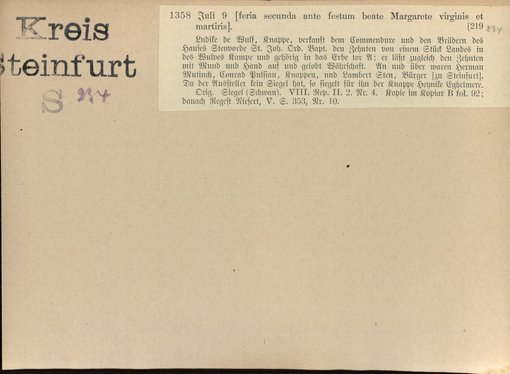 Kreis
Steinfurt
S 234
1358 Juli 9 [feria secunda ante festum beate Margarete virginis et
martiris]. [219 234
Ludike de Wulf, Knappe, verkauft dem Commendure und den Brüdern des
Hauses Stenvorde St. Joh. Ord. Bapt. den Zehnten von einem Stück Landes in
des Wulves Kampe und gehörig in das Erbe tor A; er läßt zugleich den Zehnten
mit Mund und Hand auf und gelobt Währschaft. An und über waren Herman
Mutinch, Conrad Vulsian, Knappen, und Lambert Sten, Bürger [zu Steinfurt].
Da der Aussteller kein Siegel hat, so siegelt für ihn der Knappe Heynrik Eghelmere.
Orig. Siegel (Schwan). VIII. Rep. II. 2. Nr. 4. Kopie im Kopiar B fol. 92;
danach Regest Niesert, V. S. 353, Nr. 10.